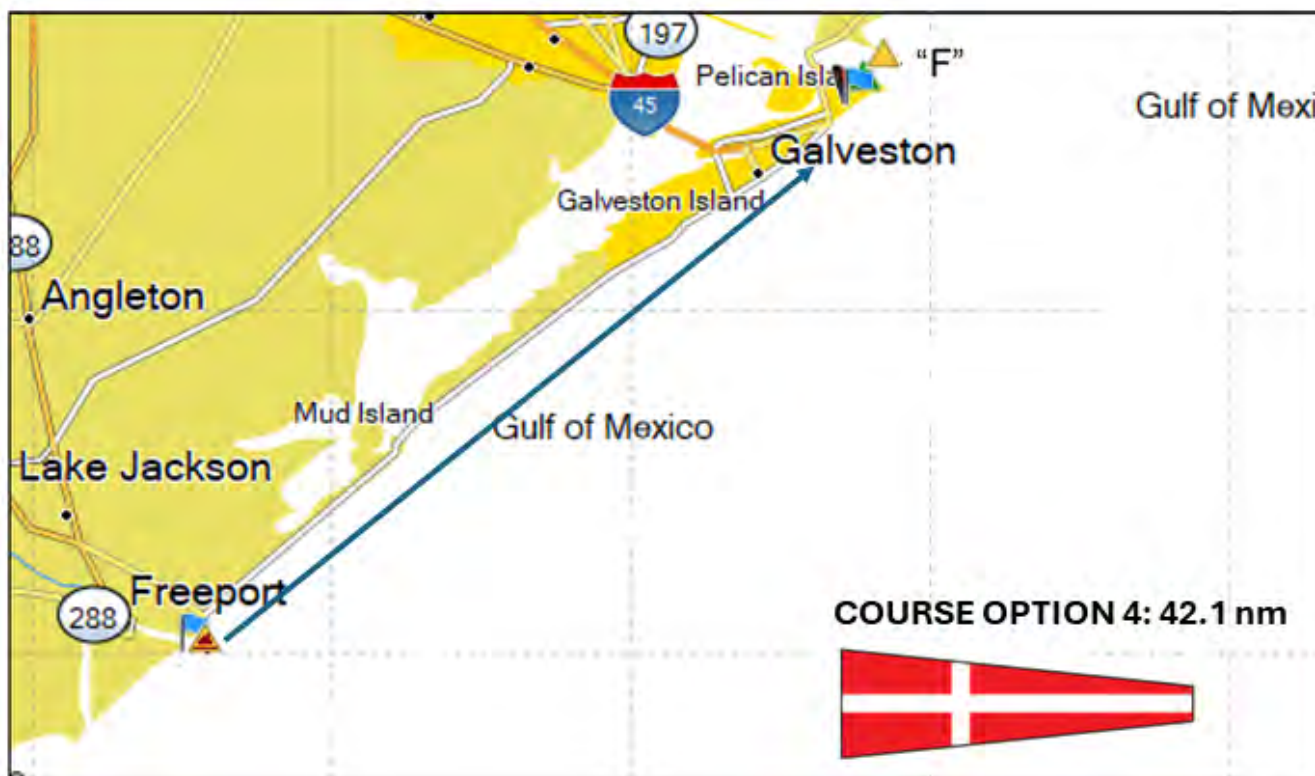 197
"F"
Pelican Isla
45
Gulf of Mexi
Galveston
Galveston Island
88
Angleton
Mud Island
Gulf of Mexico
Lake Jackson
Freeport
288
COURSE OPTION 4: 42.1 nm